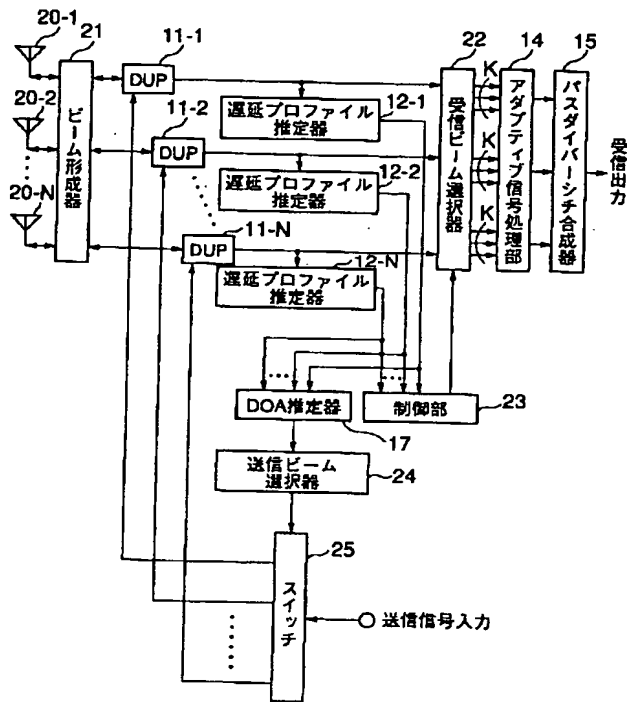 20-1
21
11-1
22
14
15
DUP
K
12-1
20-2
11-2
遅延プロファイル
推定器
DUP
K
12-2
遅延プロファイル
推定器
20-N
11-N
K
DUP
12-N
遅延プロファイル
推定器
ビーム形成器
受信ビーム選択器
アダプティブ信号処理部
パスダイバーシチ合成器
受信出力
DOA推定器
制御部
23
17
送信ビーム
選択器
24
25
スイッチ
送信信号入力